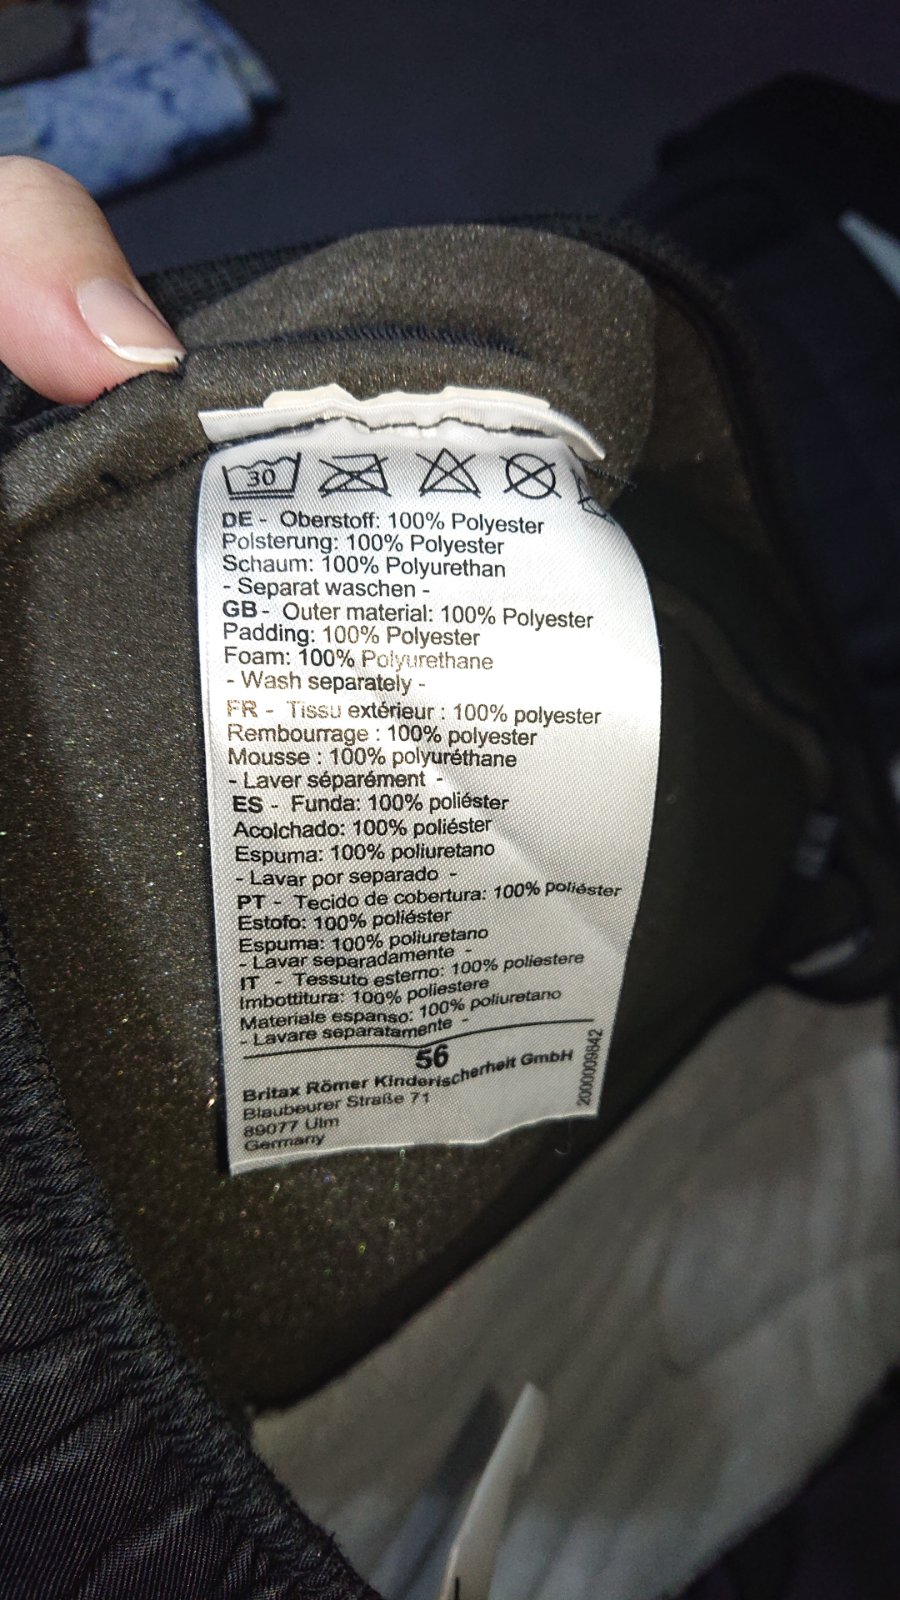 30
DE - Oberstoff: 100% Polyester
Polsterung: 100% Polyester
Schaum: 100% Polyurethan
- Separat waschen -
GB - Outer material: 100% Polyester
Padding: 100% Polyester
Foam: 100% Polyurethane
- Wash separately -
FR - Tissu extérieur : 100% polyester
Rembourrage : 100% polyester
Mousse : 100% polyuréthane
- Laver séparément -
ES - Funda: 100% poliéster
Acolchado: 100% poliéster
Espuma: 100% poliuretano
- Lavar por separado -
PT - Tecido de cobertura: 100% poliéster
Estofo: 100% poliéster
Espuma: 100% poliuretano
- Lavar separadamente -
IT - Tessuto esterno: 100% poliestere
Imbottitura: 100% poliestere
Materiale espanso: 100% poliuretano
- Lavare separatamente -
56
Britax Römer Kinderischerheit GmbH
Blaubeurer Straße 71
89077 Ulm
Germany
2000009842